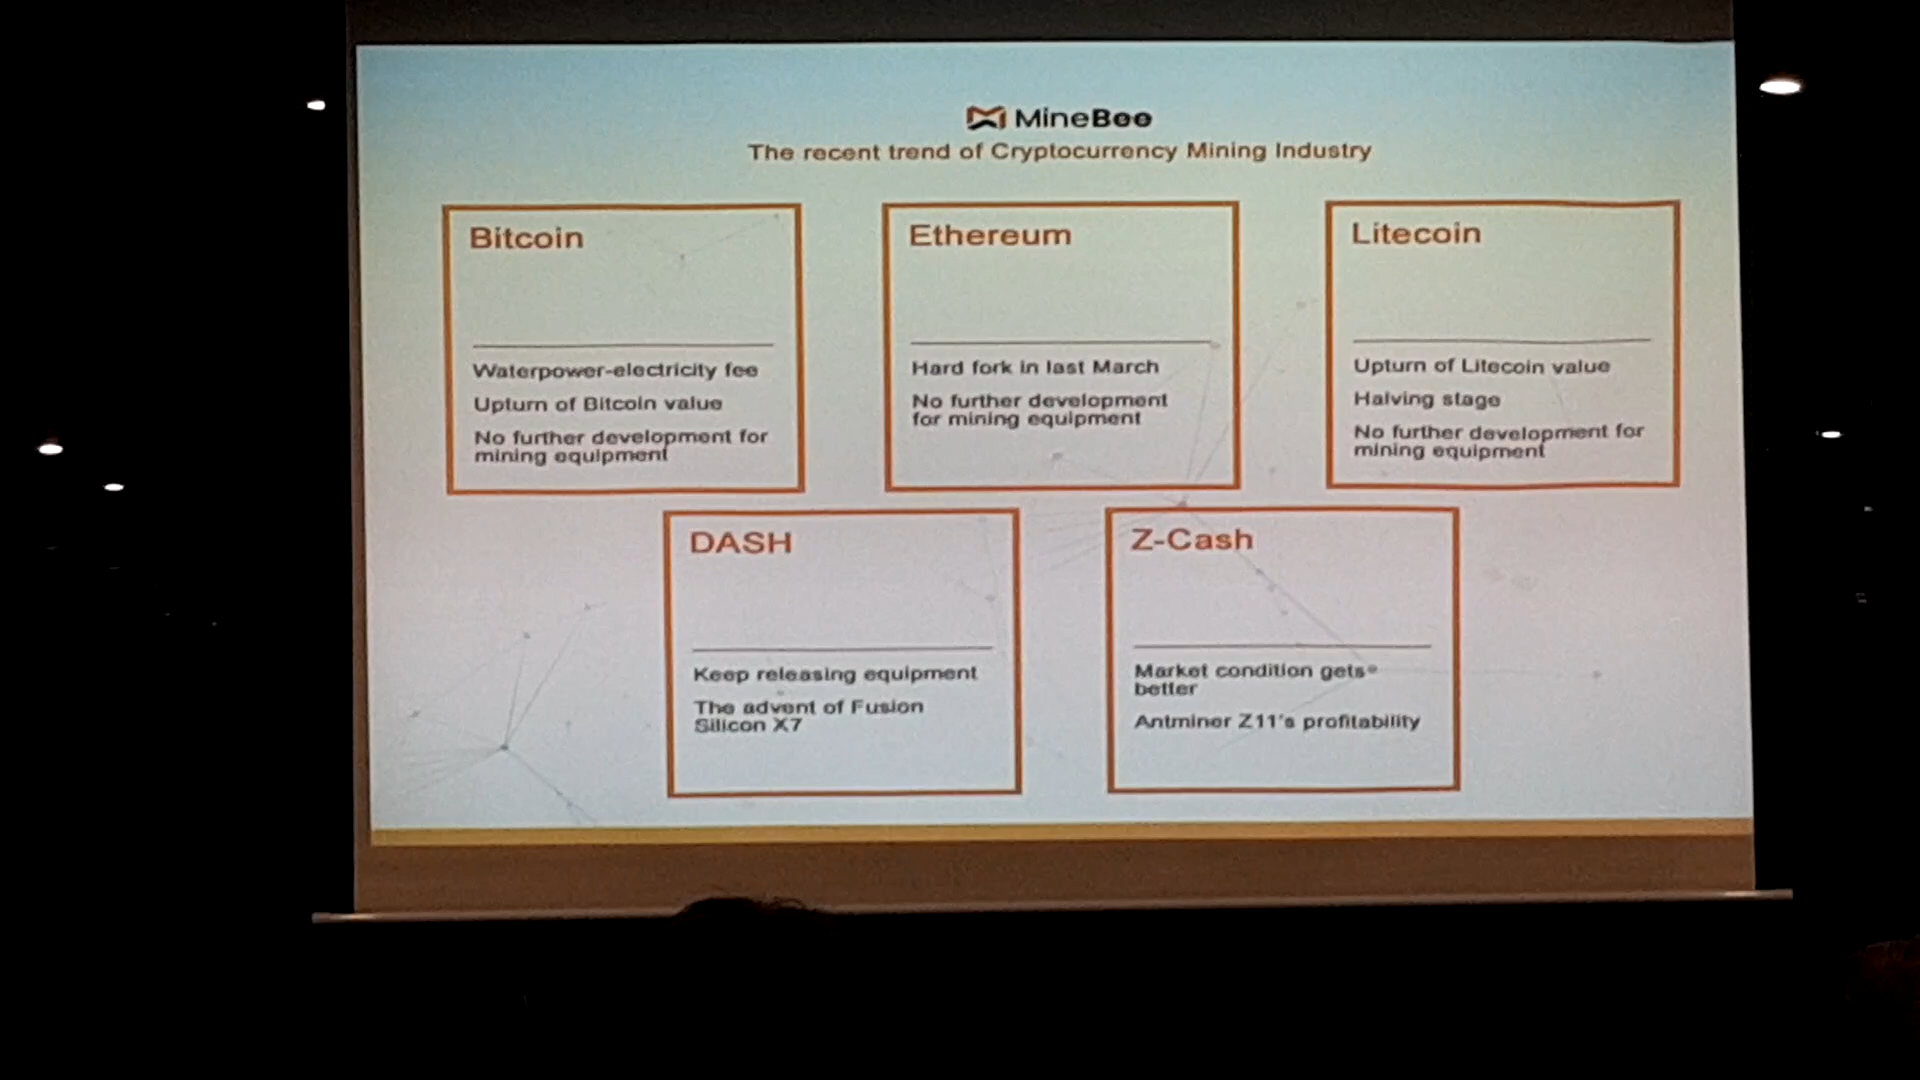 MineBee
The recent trend of Cryptocurrency Mining Industry
Bitcoin
Waterpower-electricity fee
Upturn of Bitcoin value
No further development for
mining equipment
Ethereum
Hard fork in last March
No further development
for mining equipment
Litecoin
Upturn of Litecoin value
Halving stage
No further development for
mining equipment
DASH
Keep releasing equipment
The advent of Fusion
Silicon X7
Z-Cash
Market condition gets
better
Antminer Z11's profitability